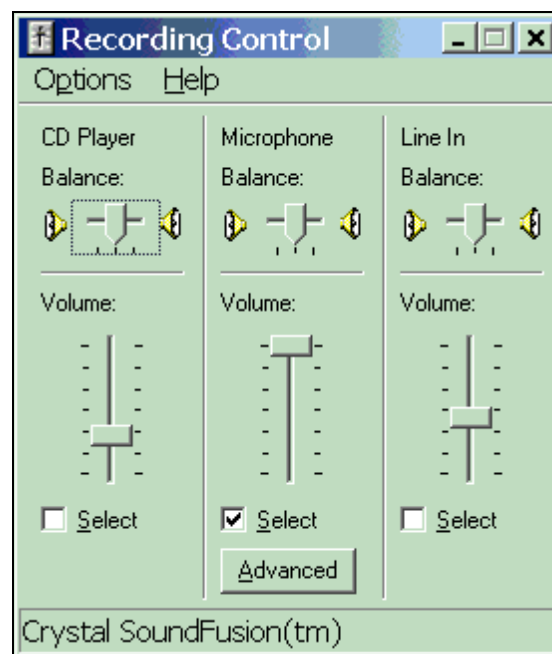 Recording Control
Options Help
CD Player Microphone Line In
Balance: Balance: Balance:
Volume: Volume: Volume:
Select Select Select
Advanced
Crystal SoundFusion(tm)